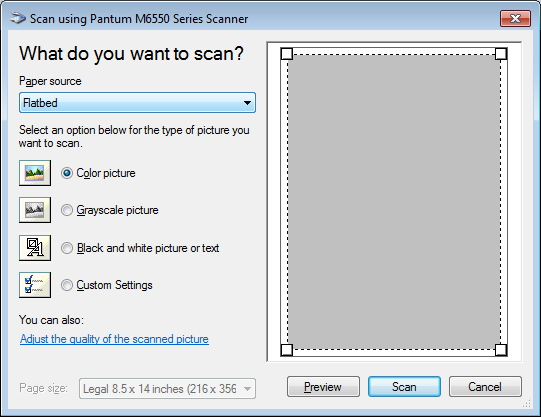 Scan using Pantum M6550 Series Scanner
What do you want to scan?
Paper source
Flatbed
Select an option below for the type of picture you
want to scan.
Color picture
Grayscale picture
Black and white picture or text
Custom Settings
You can also:
Adjust the quality of the scanned picture
Page size:
Legal 8.5 x 14 inches (216 x 356
Preview
Scan
Cancel